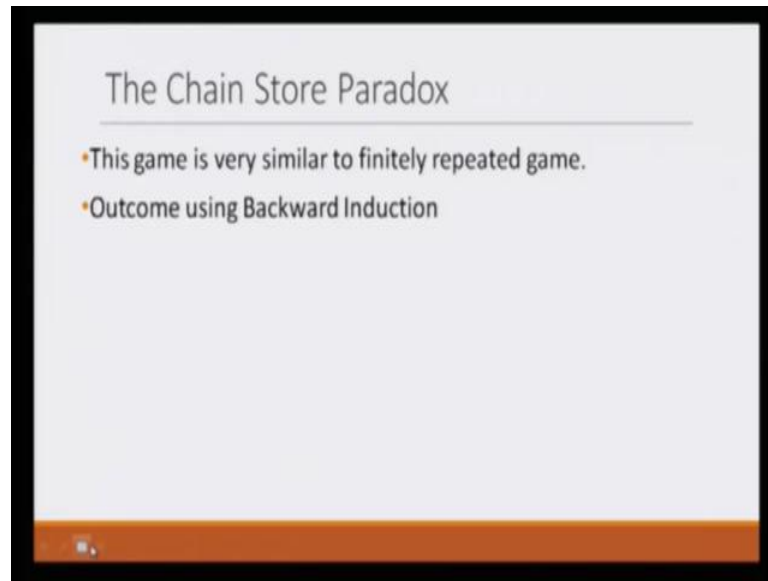 The Chain Store Paradox
•This game is very similar to finitely repeated game.
•Outcome using Backward Induction